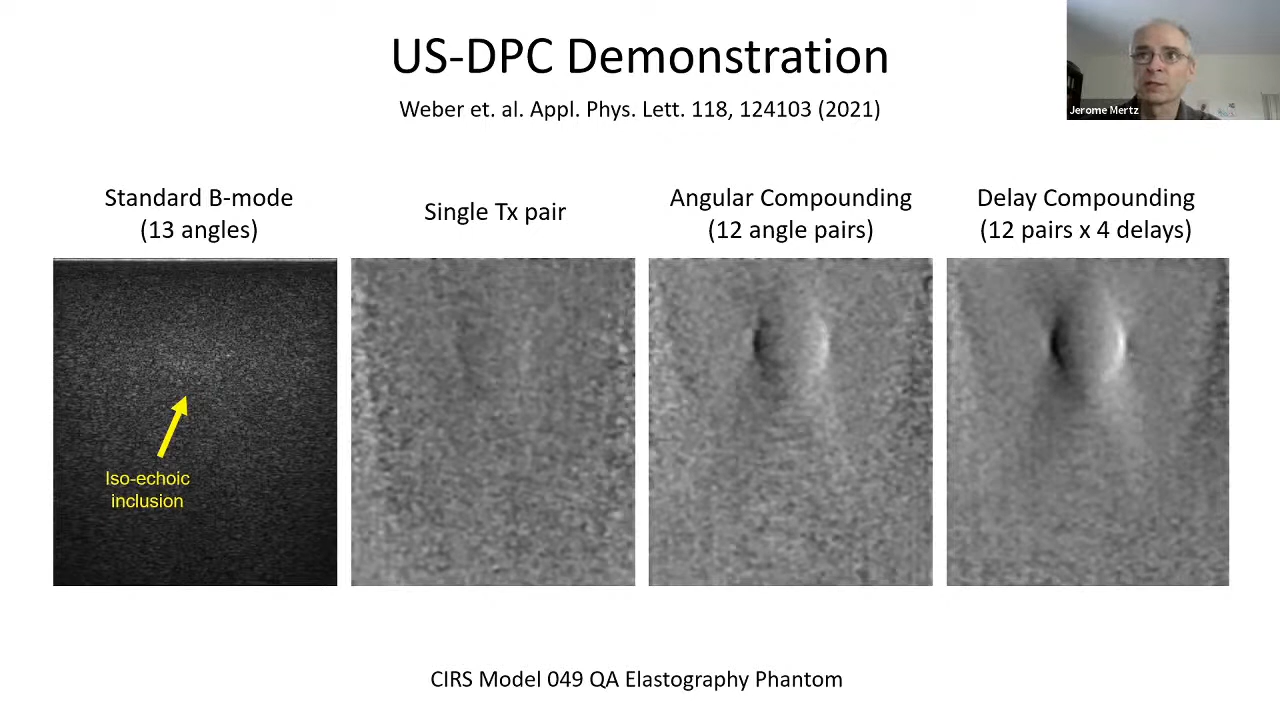 US-DPC Demonstration
Weber et. al. Appl. Phys. Lett. 118, 124103 (2021)
Jerome Mertz
Standard B-mode
(13 angles)
Single Tx pair
Angular Compounding
(12 angle pairs)
Delay Compounding
(12 pairs x 4 delays)
Iso-echoic
inclusion
CIRS Model 049 QA Elastography Phantom